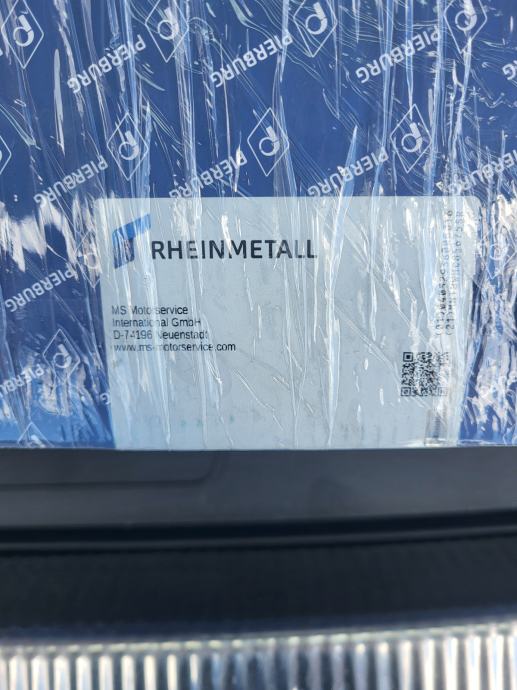 PIERBURG
RHEINMETALL
MS Motorservice
International GmbH
D-74196 Neuenstadt
www.ms-motorservice.com